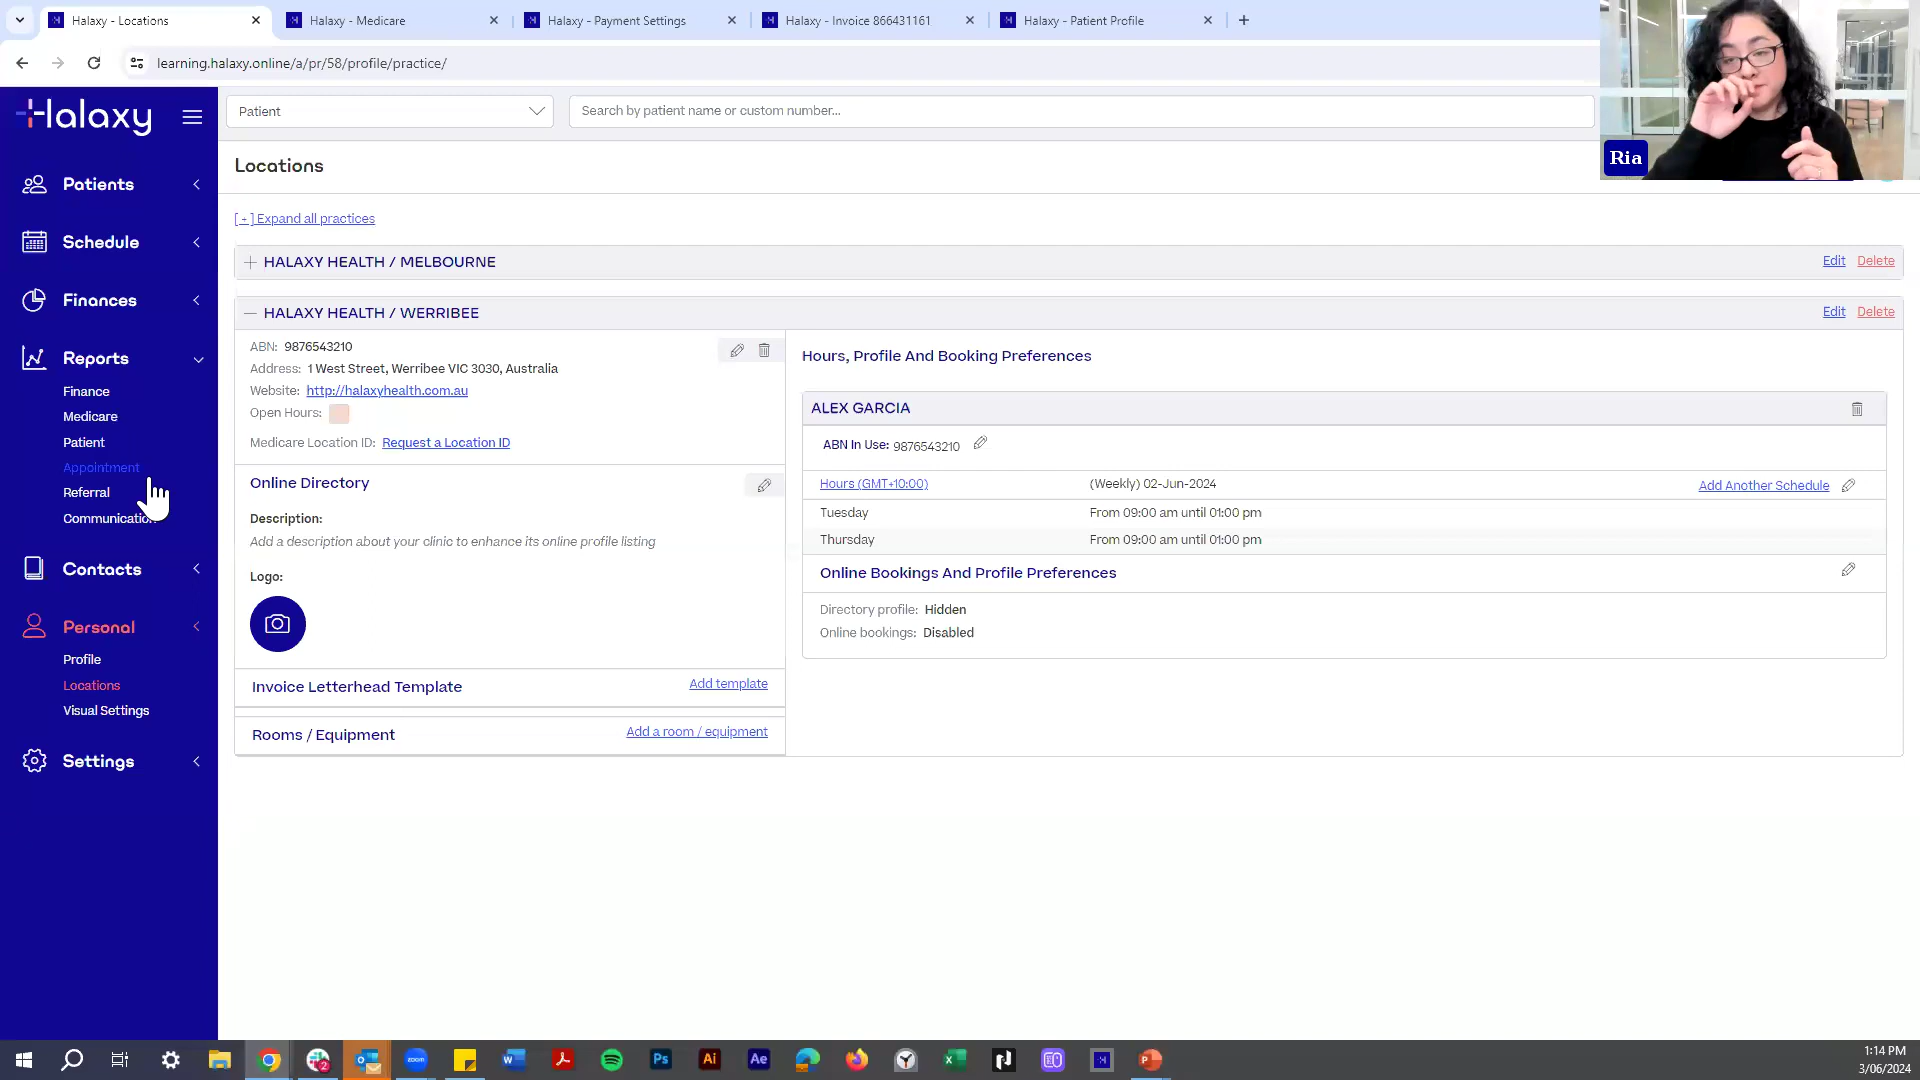 Halaxy - Locations
Halaxy - Medicare
Halaxy - Payment Settings
Halaxy - Invoice 866431161
Halaxy - Patient Profile
learning.halaxy.online/a/pr/58/profile/practice/
Halaxy
Patient
Search by patient name or custom number...
Ria
Patients
Schedule
Finances
Reports
Finance
Medicare
Patient
Appointment
Referral
Communication
Contacts
Personal
Profile
Locations
Visual Settings
Settings
Locations
[ + ] Expand all practices
HALAXY HEALTH / MELBOURNE
Edit Delete
HALAXY HEALTH / WERRIBEE
Edit Delete
ABN: 9876543210
Address: 1 West Street, Werribee VIC 3030, Australia
Website: http://halaxyhealth.com.au
Open Hours:
Medicare Location ID: Request a Location ID
Online Directory
Description:
Add a description about your clinic to enhance its online profile listing
Logo:
Invoice Letterhead Template
Add template
Rooms / Equipment
Add a room / equipment
Hours, Profile And Booking Preferences
ALEX GARCIA
ABN In Use: 9876543210
Hours (GMT+10:00) (Weekly) 02-Jun-2024 Add Another Schedule
Tuesday From 09:00 am until 01:00 pm
Thursday From 09:00 am until 01:00 pm
Online Bookings And Profile Preferences
Directory profile: Hidden
Online bookings: Disabled
zoom
Ps
Ai
Ae
1:14 PM
3/06/2024